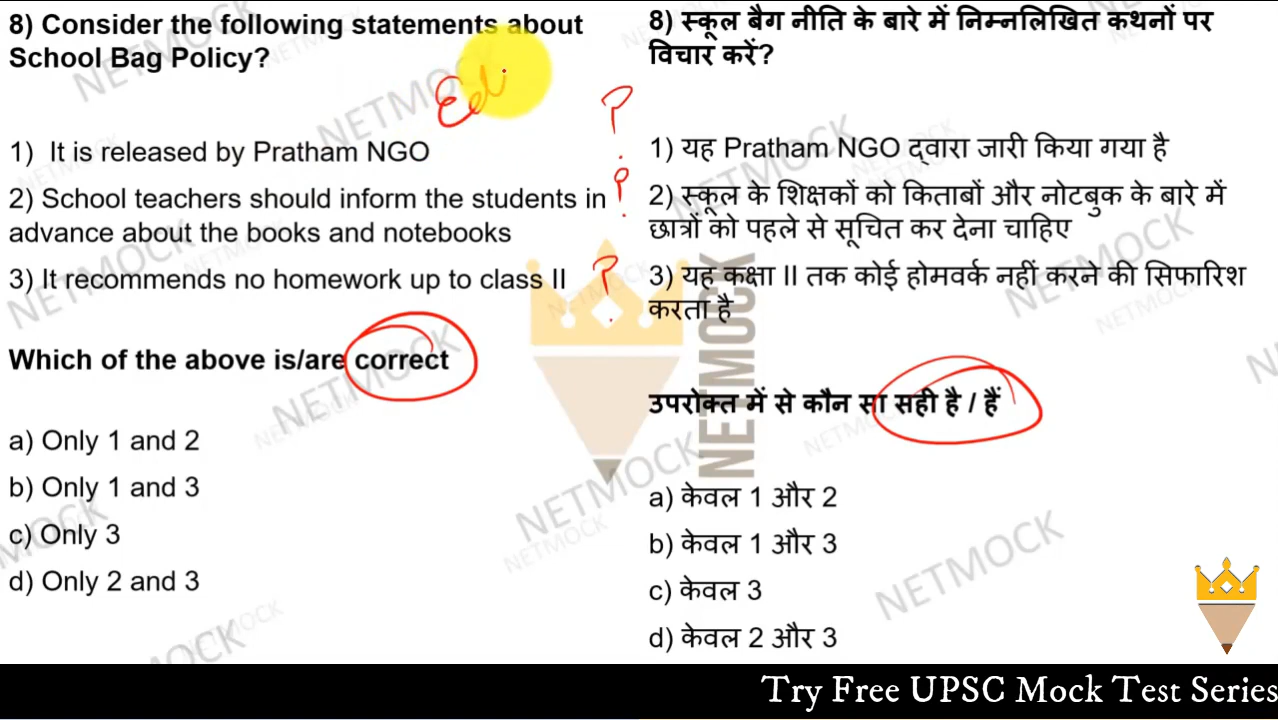 8) Consider the following statements about
School Bag Policy?
Ed
?
1) It is released by Pratham NGO
?
2) School teachers should inform the students in
advance about the books and notebooks
3) It recommends no homework up to class II
?
Which of the above is/are correct
a) Only 1 and 2
b) Only 1 and 3
c) Only 3
d) Only 2 and 3
8) स्कूल बैग नीति के बारे में निम्नलिखित कथनों पर
विचार करें?
1) यह Pratham NGO द्वारा जारी किया गया है
2) स्कूल के शिक्षकों को किताबों और नोटबुक के बारे में
छात्रों को पहले से सूचित कर देना चाहिए
3) यह कक्षा II तक कोई होमवर्क नहीं करने की सिफारिश
करता है
उपरोक्त में से कौन सा सही है / हैं
a) केवल 1 और 2
b) केवल 1 और 3
c) केवल 3
d) केवल 2 और 3
NETMOCK
Try Free UPSC Mock Test Series